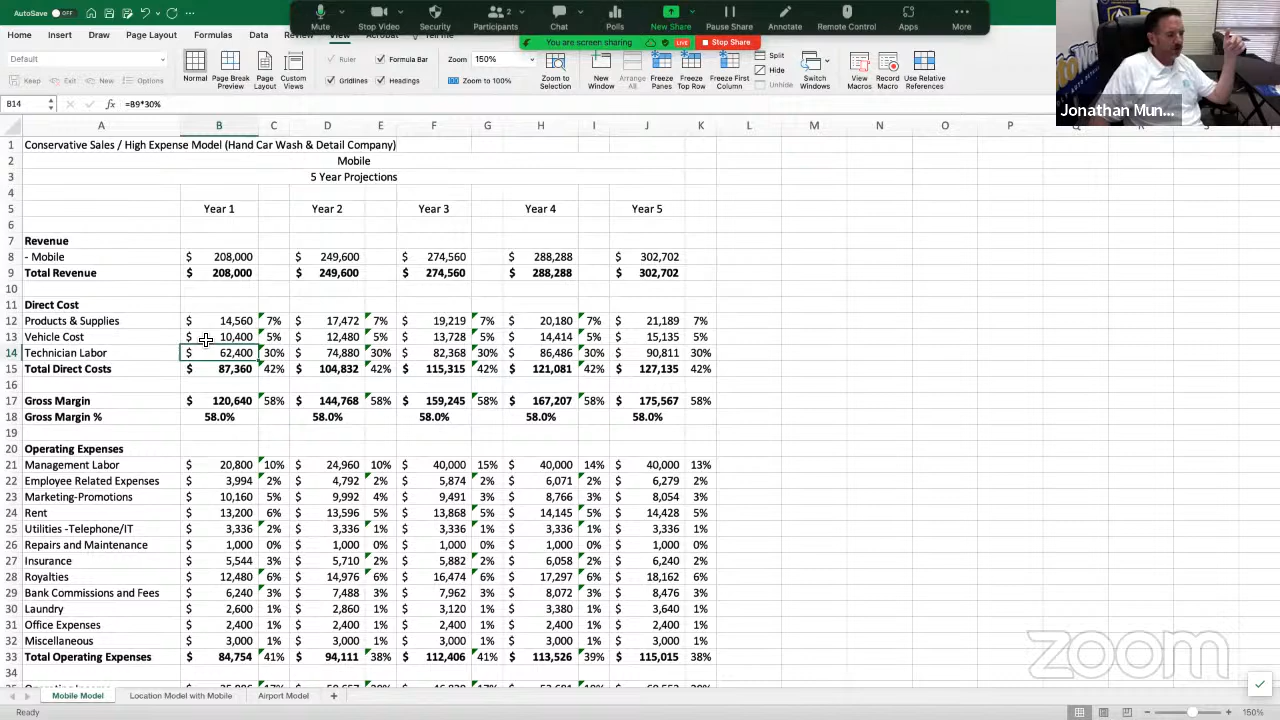 AutoSave OFF
Mute Stop Video Security Participants 2 Chat Polls New Share Pause Share Annotate Remote Control Apps More
You are screen sharing LIVE Stop Share
Home Insert Draw Page Layout Formulas Data Review View Acrobat
Default Normal Page Break Preview Page Layout Custom Views Ruler Formula Bar Gridlines Headings Zoom 150% Zoom to 100% Zoom to Selection New Window Arrange All Freeze Panes Freeze Top Row Freeze First Column Split Hide Unhide Switch Windows View Macros Record Macro Use Relative References
Keep Exit New Options
Jonathan Mun...
B14 fx =B9*30%
A B C D E F G H I J K L M N O P
1 Conservative Sales / High Expense Model (Hand Car Wash & Detail Company)
2 Mobile
3 5 Year Projections
4
5 Year 1 Year 2 Year 3 Year 4 Year 5
6
7 Revenue
8 - Mobile $ 208,000 $ 249,600 $ 274,560 $ 288,288 $ 302,702
9 Total Revenue $ 208,000 $ 249,600 $ 274,560 $ 288,288 $ 302,702
10
11 Direct Cost
12 Products & Supplies $ 14,560 7% $ 17,472 7% $ 19,219 7% $ 20,180 7% $ 21,189 7%
13 Vehicle Cost $ 10,400 5% $ 12,480 5% $ 13,728 5% $ 14,414 5% $ 15,135 5%
14 Technician Labor $ 62,400 30% $ 74,880 30% $ 82,368 30% $ 86,486 30% $ 90,811 30%
15 Total Direct Costs $ 87,360 42% $ 104,832 42% $ 115,315 42% $ 121,081 42% $ 127,135 42%
16
17 Gross Margin $ 120,640 58% $ 144,768 58% $ 159,245 58% $ 167,207 58% $ 175,567 58%
18 Gross Margin % 58.0% 58.0% 58.0% 58.0% 58.0%
19
20 Operating Expenses
21 Management Labor $ 20,800 10% $ 24,960 10% $ 40,000 15% $ 40,000 14% $ 40,000 13%
22 Employee Related Expenses $ 3,994 2% $ 4,792 2% $ 5,874 2% $ 6,071 2% $ 6,279 2%
23 Marketing-Promotions $ 10,160 5% $ 9,992 4% $ 9,491 3% $ 8,766 3% $ 8,054 3%
24 Rent $ 13,200 6% $ 13,596 5% $ 13,868 5% $ 14,145 5% $ 14,428 5%
25 Utilities -Telephone/IT $ 3,336 2% $ 3,336 1% $ 3,336 1% $ 3,336 1% $ 3,336 1%
26 Repairs and Maintenance $ 1,000 0% $ 1,000 0% $ 1,000 0% $ 1,000 0% $ 1,000 0%
27 Insurance $ 5,544 3% $ 5,710 2% $ 5,882 2% $ 6,058 2% $ 6,240 2%
28 Royalties $ 12,480 6% $ 14,976 6% $ 16,474 6% $ 17,297 6% $ 18,162 6%
29 Bank Commissions and Fees $ 6,240 3% $ 7,488 3% $ 7,962 3% $ 8,072 3% $ 8,476 3%
30 Laundry $ 2,600 1% $ 2,860 1% $ 3,120 1% $ 3,380 1% $ 3,640 1%
31 Office Expenses $ 2,400 1% $ 2,400 1% $ 2,400 1% $ 2,400 1% $ 2,400 1%
32 Miscellaneous $ 3,000 1% $ 3,000 1% $ 3,000 1% $ 3,000 1% $ 3,000 1%
33 Total Operating Expenses $ 84,754 41% $ 94,111 38% $ 112,406 41% $ 113,526 39% $ 115,015 38%
34
zoom
Mobile Model Location Model with Mobile Airport Model +
Ready 150%